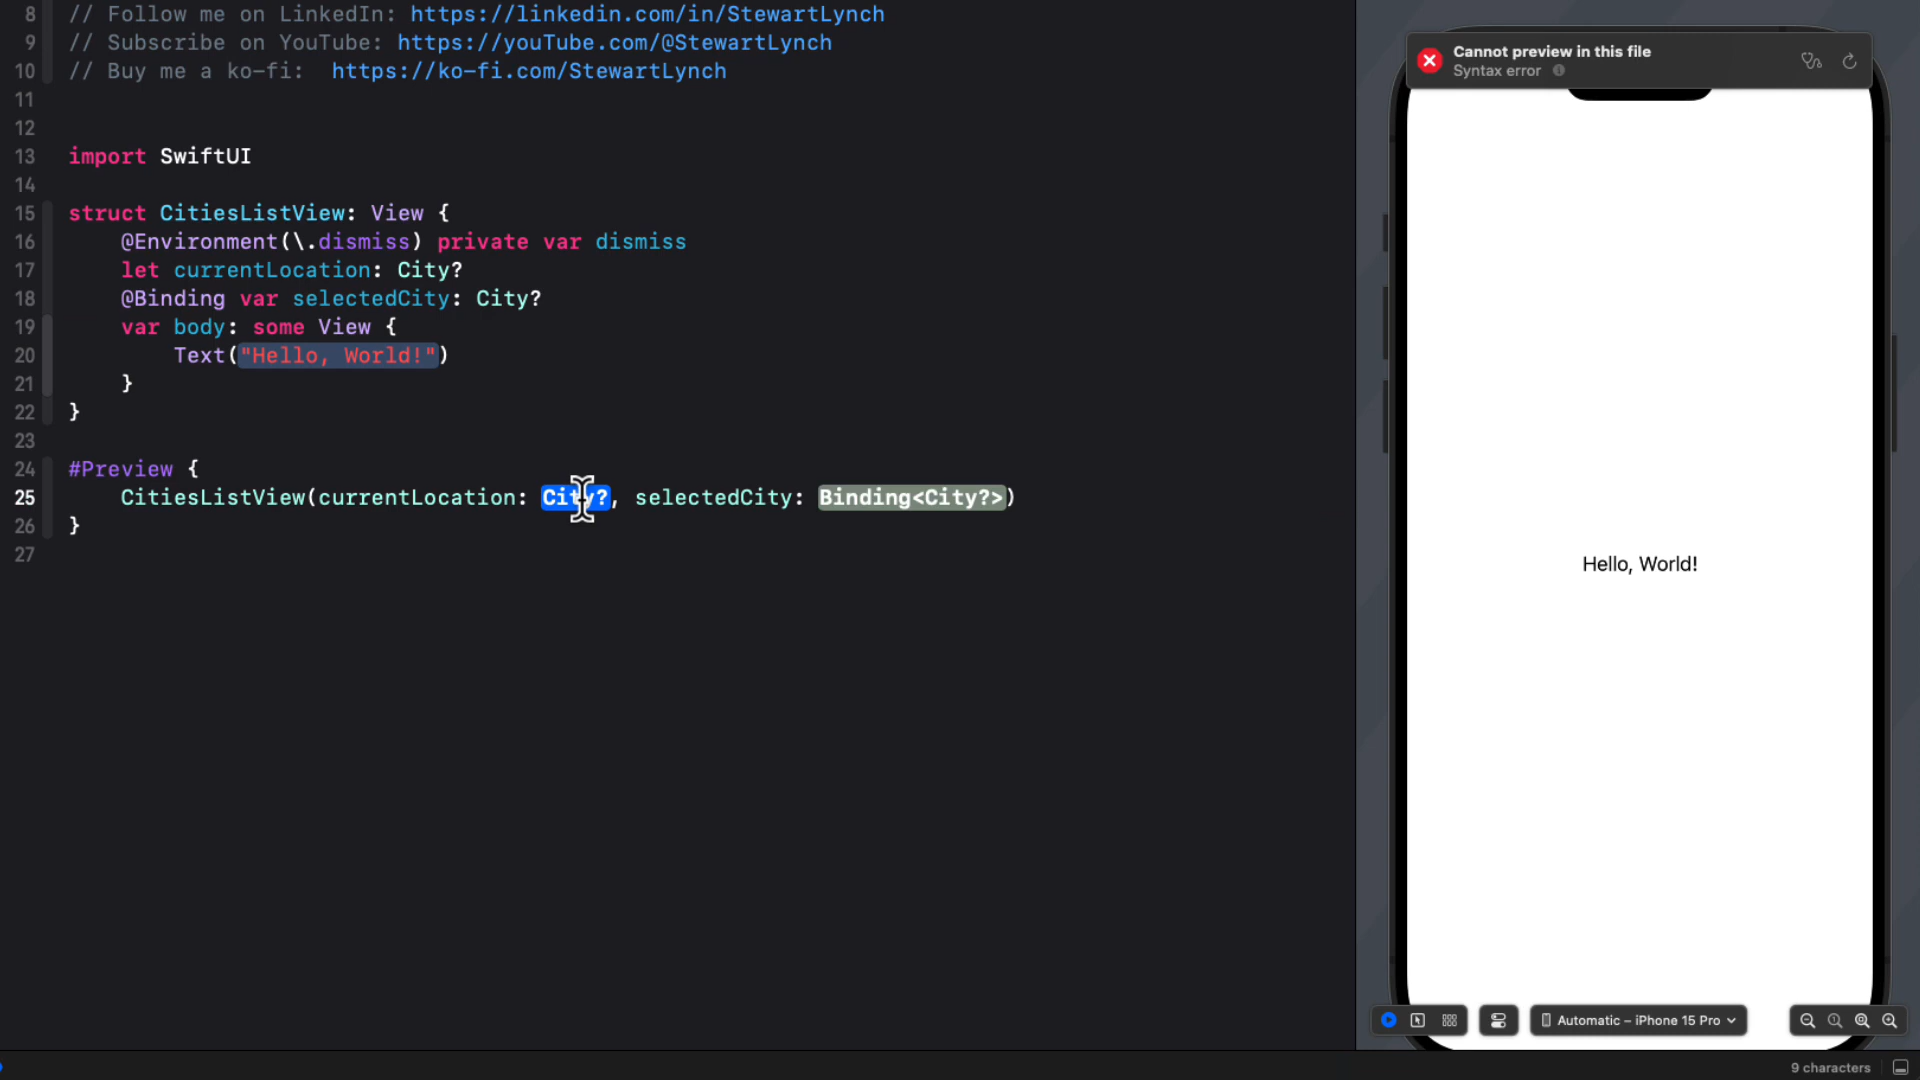 8 // Follow me on LinkedIn: https://linkedin.com/in/StewartLynch
9 // Subscribe on YouTube: https://youTube.com/@StewartLynch
10 // Buy me a ko-fi:  https://ko-fi.com/StewartLynch
11
12
13 import SwiftUI
14
15 struct CitiesListView: View {
16     @Environment(\.dismiss) private var dismiss
17     let currentLocation: City?
18     @Binding var selectedCity: City?
19     var body: some View {
20         Text("Hello, World!")
21     }
22 }
23
24 #Preview {
25     CitiesListView(currentLocation: City?, selectedCity: Binding<City?>)
26 }
27
Cannot preview in this file
Syntax error
Hello, World!
Automatic – iPhone 15 Pro
9 characters